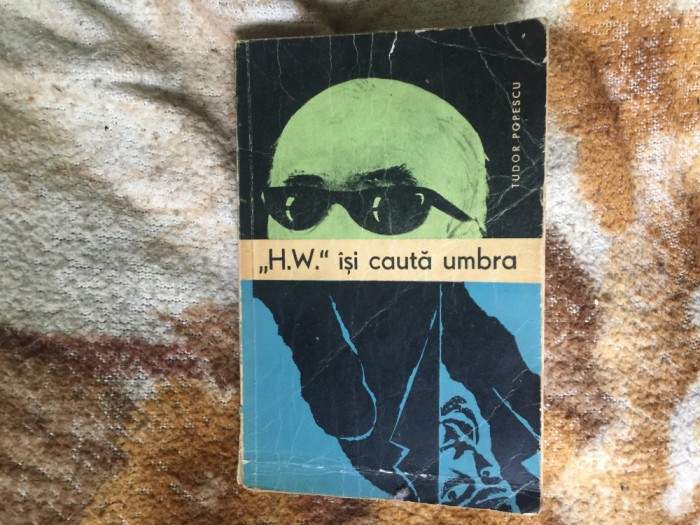 TUDOR POPESCU
„H.W.“ își caută umbra